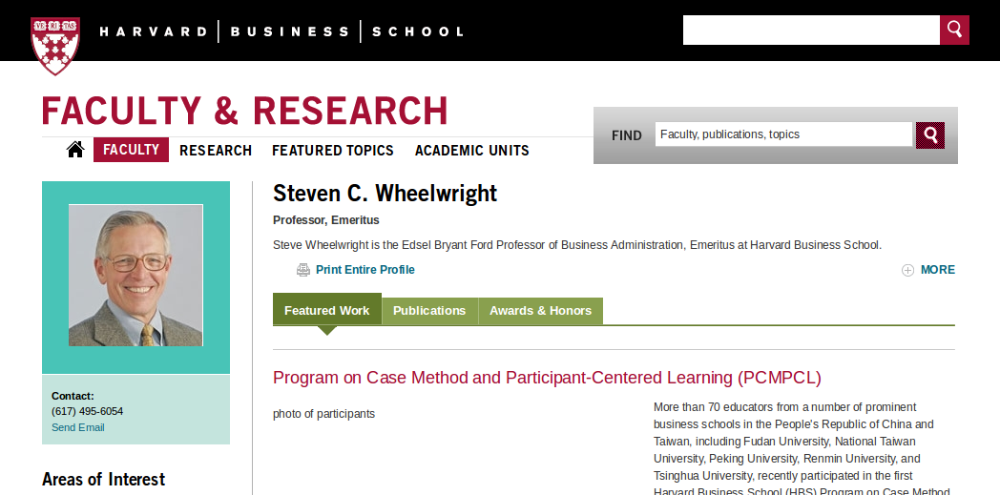 HARVARD | BUSINESS | SCHOOL
FACULTY & RESEARCH
FACULTY RESEARCH FEATURED TOPICS ACADEMIC UNITS
FIND Faculty, publications, topics
Steven C. Wheelwright
Professor, Emeritus
Steve Wheelwright is the Edsel Bryant Ford Professor of Business Administration, Emeritus at Harvard Business School.
Print Entire Profile
MORE
Featured Work Publications Awards & Honors
Contact:
(617) 495-6054
Send Email
Areas of Interest
Program on Case Method and Participant-Centered Learning (PCMPCL)
photo of participants
More than 70 educators from a number of prominent
business schools in the People's Republic of China and
Taiwan, including Fudan University, National Taiwan
University, Peking University, Renmin University, and
Tsinghua University, recently participated in the first
Harvard Business School (HBS) Program on Case Method